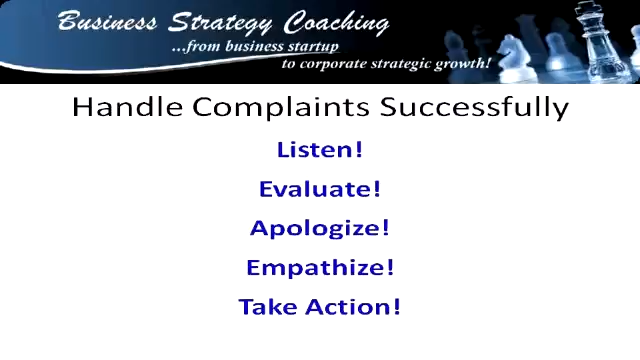 Business Strategy Coaching
...from business startup
to corporate strategic growth!
Handle Complaints Successfully
Listen!
Evaluate!
Apologize!
Empathize!
Take Action!